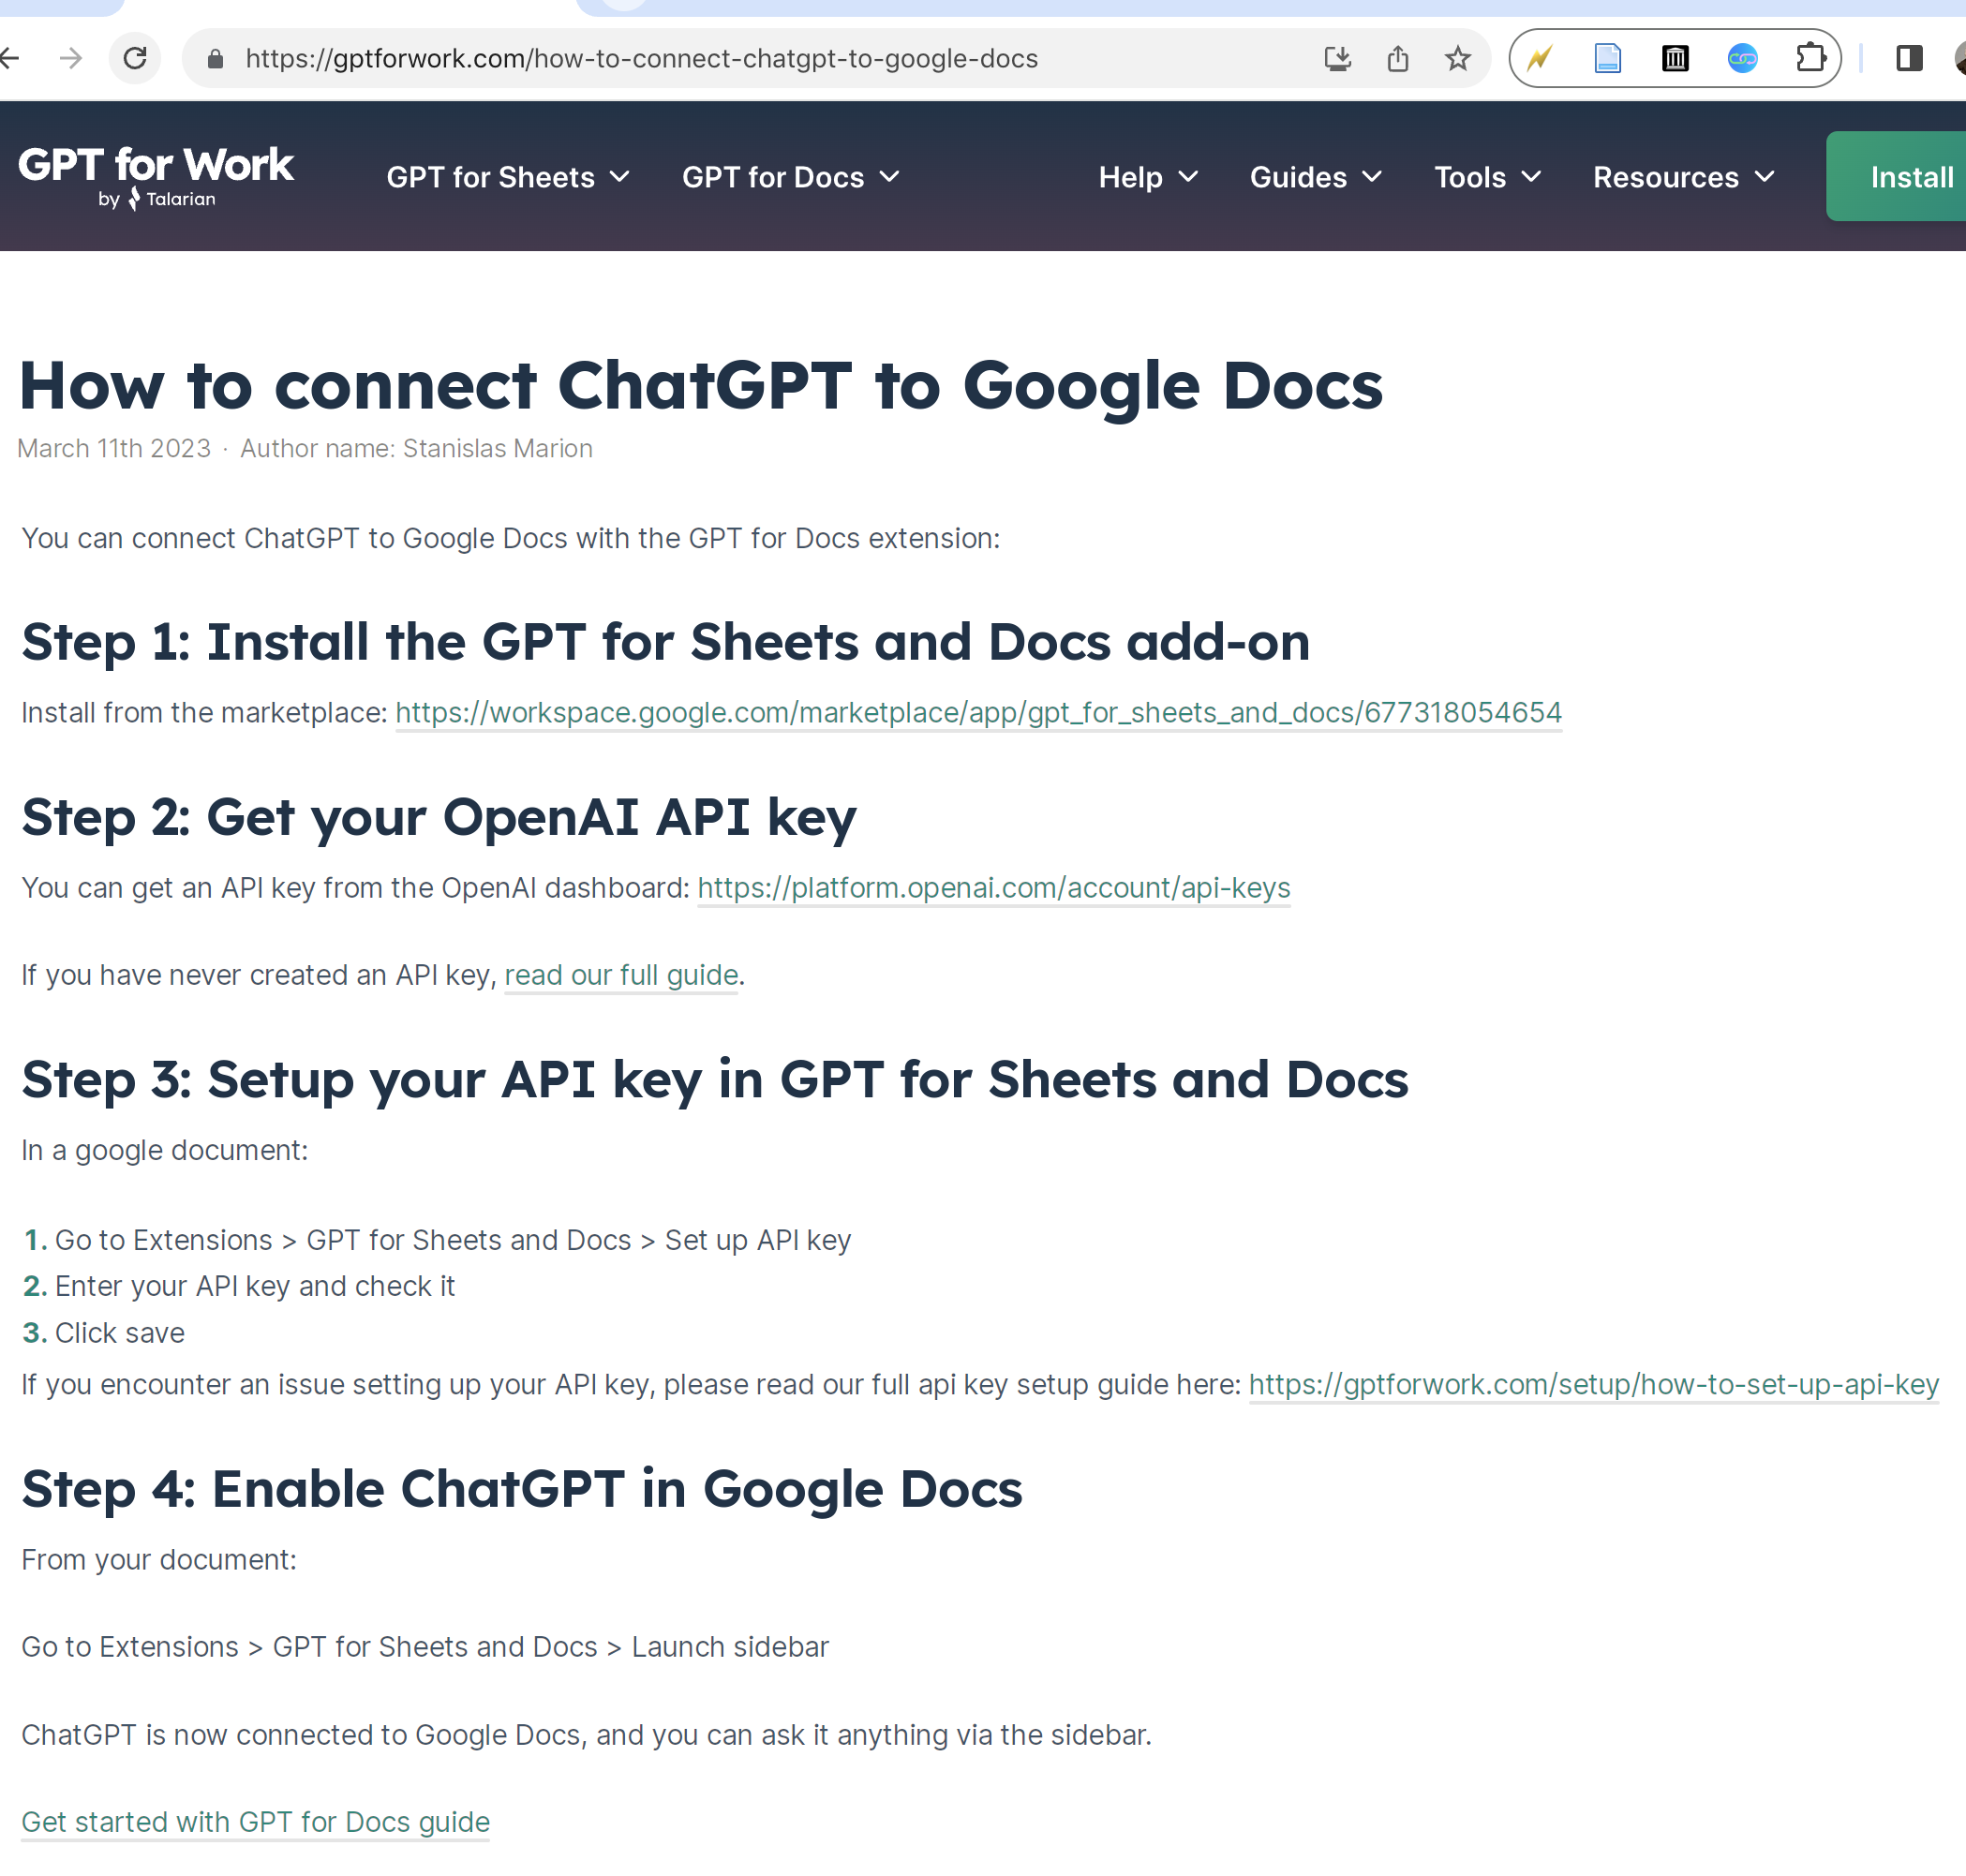 https://gptforwork.com/how-to-connect-chatgpt-to-google-docs
GPT for Work
by Talarian
GPT for Sheets
GPT for Docs
Help
Guides
Tools
Resources
Install
How to connect ChatGPT to Google Docs
March 11th 2023 · Author name: Stanislas Marion
You can connect ChatGPT to Google Docs with the GPT for Docs extension:
Step 1: Install the GPT for Sheets and Docs add-on
Install from the marketplace: https://workspace.google.com/marketplace/app/gpt_for_sheets_and_docs/677318054654
Step 2: Get your OpenAI API key
You can get an API key from the OpenAI dashboard: https://platform.openai.com/account/api-keys
If you have never created an API key, read our full guide.
Step 3: Setup your API key in GPT for Sheets and Docs
In a google document:
1. Go to Extensions > GPT for Sheets and Docs > Set up API key
2. Enter your API key and check it
3. Click save
If you encounter an issue setting up your API key, please read our full api key setup guide here: https://gptforwork.com/setup/how-to-set-up-api-key
Step 4: Enable ChatGPT in Google Docs
From your document:
Go to Extensions > GPT for Sheets and Docs > Launch sidebar
ChatGPT is now connected to Google Docs, and you can ask it anything via the sidebar.
Get started with GPT for Docs guide